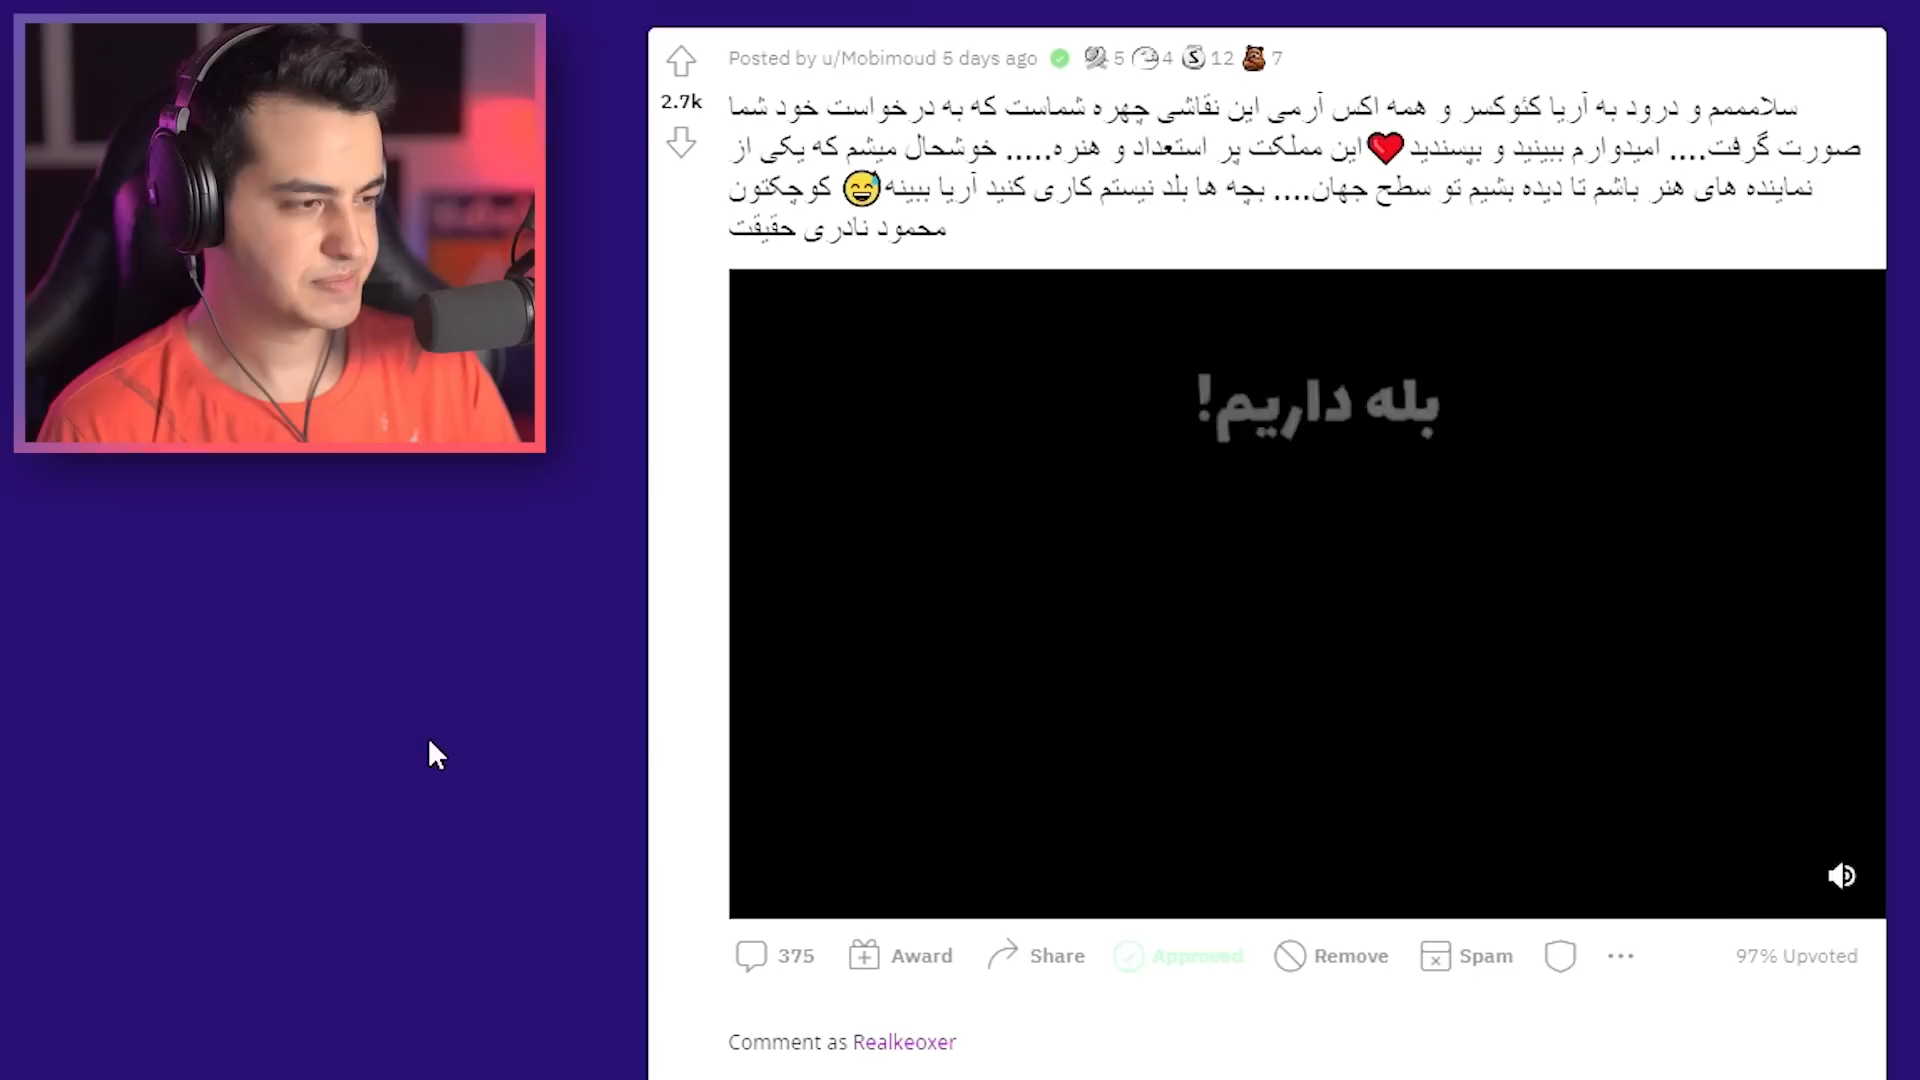 Posted by u/Mobimoud 5 days ago 5 4 12 7
2.7k
سلامممم و درود به آریا کئوکسر و همه اکس آرمی این نقاشی چهره شماست که به درخواست خود شما
صورت گرفت.... امیدوارم ببینید و بپسندید❤️این مملکت پر استعداد و هنره..... خوشحال میشم که یکی از
نماینده های هنر باشم تا دیده بشیم تو سطح جهان.... بچه ها بلد نیستم کاری کنید آریا ببینه😅 کوچکتون
محمود نادری حقیقت
بله داریم!
375 Award Share Approved Remove Spam 97% Upvoted
Comment as Realkeoxer